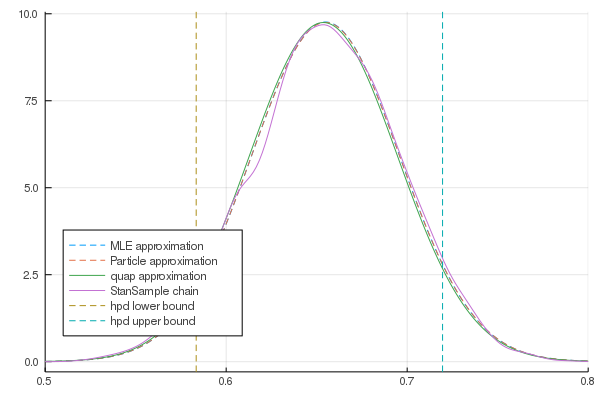 10.0
7.5
5.0
2.5
0.0
MLE approximation
Particle approximation
quap approximation
StanSample chain
hpd lower bound
hpd upper bound
0.5
0.6
0.7
0.8